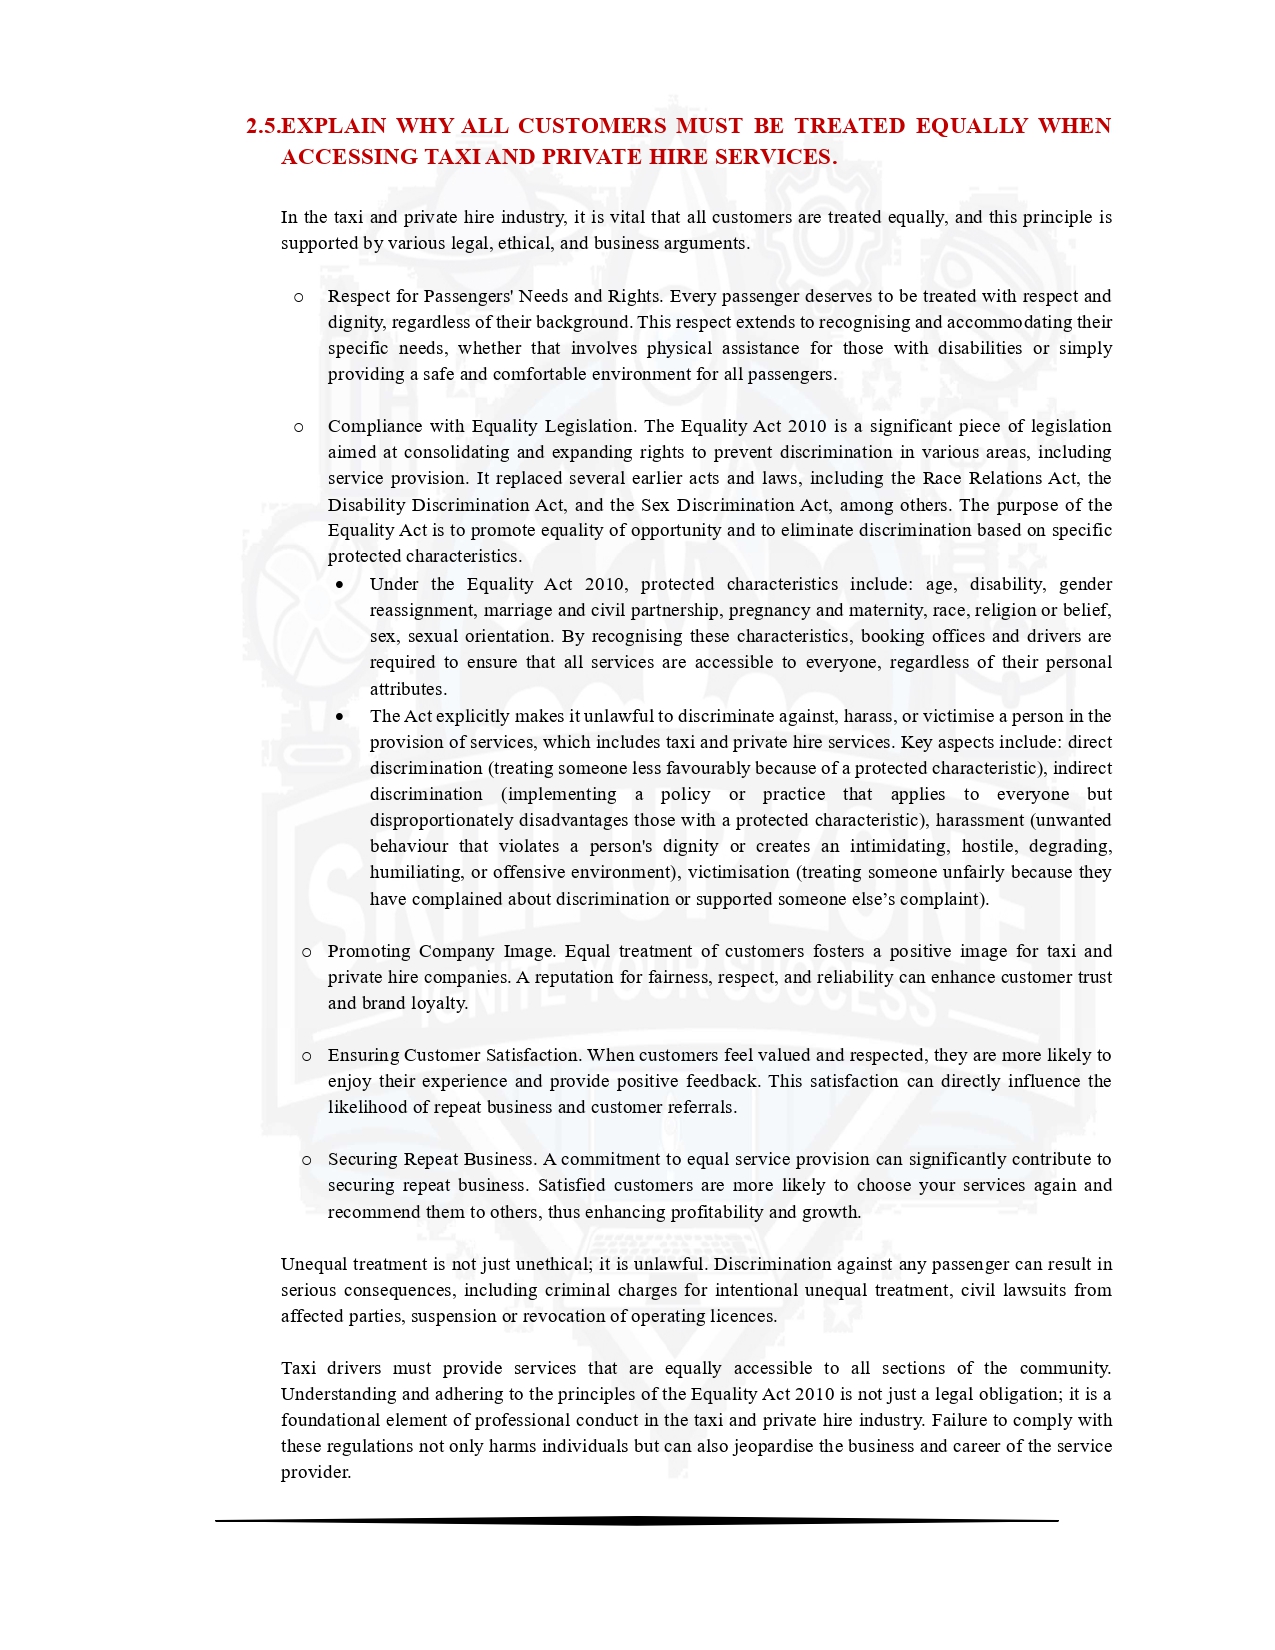 2.5.EXPLAIN WHY ALL CUSTOMERS MUST BE TREATED EQUALLY WHEN
ACCESSING TAXI AND PRIVATE HIRE SERVICES.
In the taxi and private hire industry, it is vital that all customers are treated equally, and this principle is
supported by various legal, ethical, and business arguments.
o Respect for Passengers' Needs and Rights. Every passenger deserves to be treated with respect and
dignity, regardless of their background. This respect extends to recognising and accommodating their
specific needs, whether that involves physical assistance for those with disabilities or simply
providing a safe and comfortable environment for all passengers.
o Compliance with Equality Legislation. The Equality Act 2010 is a significant piece of legislation
aimed at consolidating and expanding rights to prevent discrimination in various areas, including
service provision. It replaced several earlier acts and laws, including the Race Relations Act, the
Disability Discrimination Act, and the Sex Discrimination Act, among others. The purpose of the
Equality Act is to promote equality of opportunity and to eliminate discrimination based on specific
protected characteristics.
• Under the Equality Act 2010, protected characteristics include: age, disability, gender
reassignment, marriage and civil partnership, pregnancy and maternity, race, religion or belief,
sex, sexual orientation. By recognising these characteristics, booking offices and drivers are
required to ensure that all services are accessible to everyone, regardless of their personal
attributes.
• The Act explicitly makes it unlawful to discriminate against, harass, or victimise a person in the
provision of services, which includes taxi and private hire services. Key aspects include: direct
discrimination (treating someone less favourably because of a protected characteristic), indirect
discrimination (implementing a policy or practice that applies to everyone but
disproportionately disadvantages those with a protected characteristic), harassment (unwanted
behaviour that violates a person's dignity or creates an intimidating, hostile, degrading,
humiliating, or offensive environment), victimisation (treating someone unfairly because they
have complained about discrimination or supported someone else’s complaint).
o Promoting Company Image. Equal treatment of customers fosters a positive image for taxi and
private hire companies. A reputation for fairness, respect, and reliability can enhance customer trust
and brand loyalty.
o Ensuring Customer Satisfaction. When customers feel valued and respected, they are more likely to
enjoy their experience and provide positive feedback. This satisfaction can directly influence the
likelihood of repeat business and customer referrals.
o Securing Repeat Business. A commitment to equal service provision can significantly contribute to
securing repeat business. Satisfied customers are more likely to choose your services again and
recommend them to others, thus enhancing profitability and growth.
Unequal treatment is not just unethical; it is unlawful. Discrimination against any passenger can result in
serious consequences, including criminal charges for intentional unequal treatment, civil lawsuits from
affected parties, suspension or revocation of operating licences.
Taxi drivers must provide services that are equally accessible to all sections of the community.
Understanding and adhering to the principles of the Equality Act 2010 is not just a legal obligation; it is a
foundational element of professional conduct in the taxi and private hire industry. Failure to comply with
these regulations not only harms individuals but can also jeopardise the business and career of the service
provider.
SKILL UP ZONE
IGNITE YOUR SUCCESS